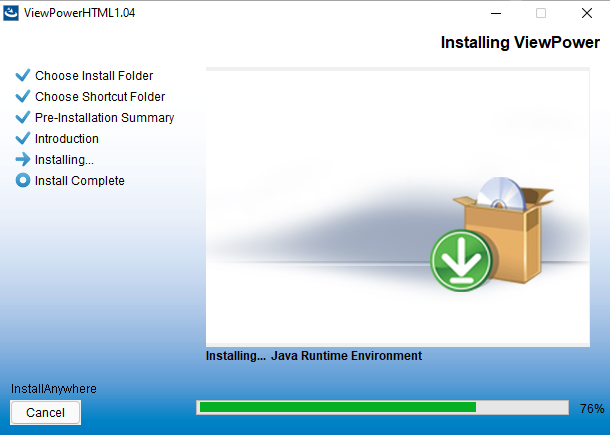 ViewPowerHTML1.04
Installing ViewPower
Choose Install Folder
Choose Shortcut Folder
Pre-Installation Summary
Introduction
Installing...
Install Complete
Installing... Java Runtime Environment
InstallAnywhere
Cancel
76%